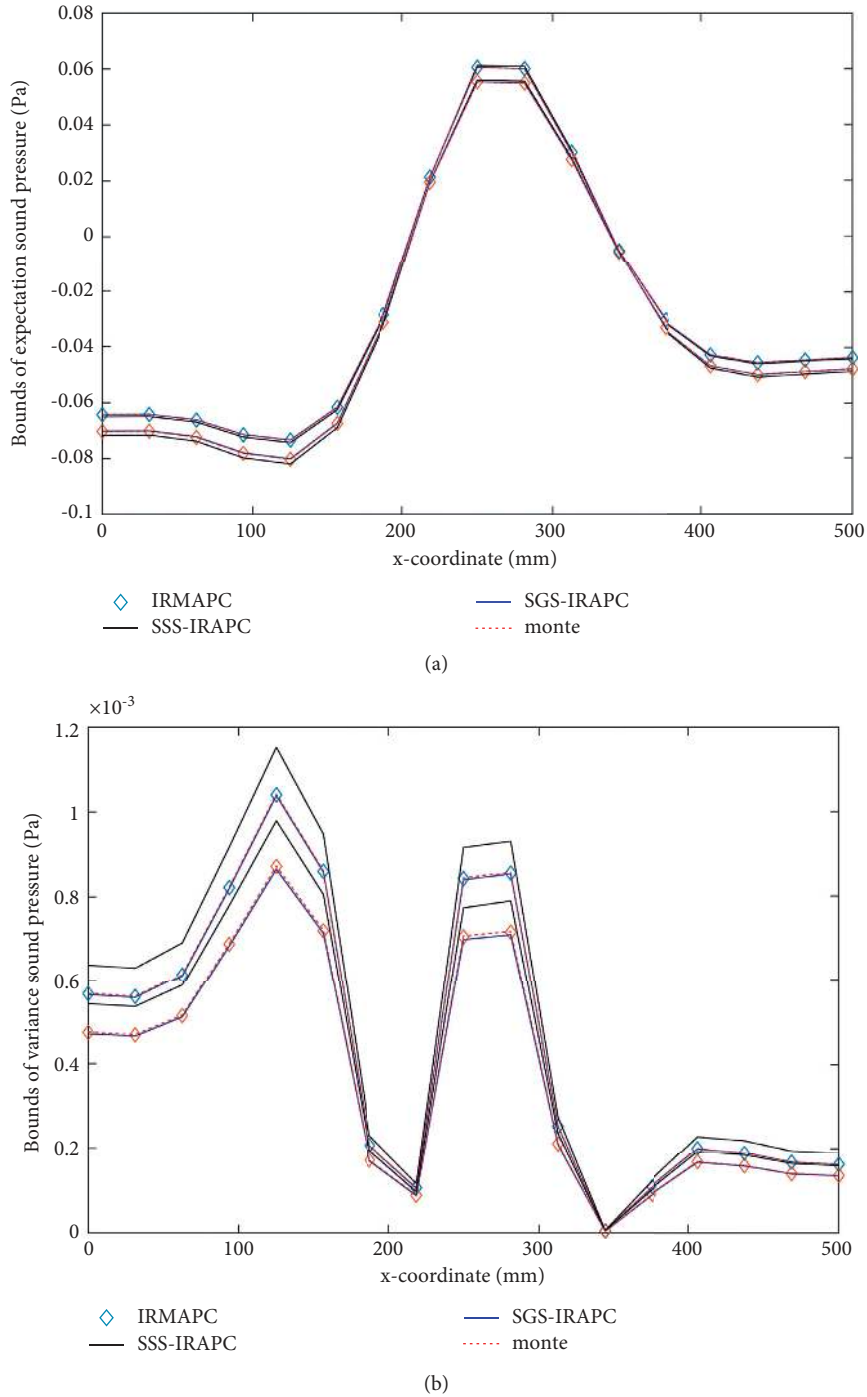 0.08
0.06
0.04
0.02
0
-0.02
-0.04
-0.06
-0.08
-0.1
Bounds of expectation sound pressure (Pa)
0 100 200 300 400 500
x-coordinate (mm)
IRMAPC SGS-IRAPC
SSS-IRAPC monte
(a)
×10-3
1.2
1
0.8
0.6
0.4
0.2
0
Bounds of variance sound pressure (Pa)
0 100 200 300 400 500
x-coordinate (mm)
IRMAPC SGS-IRAPC
SSS-IRAPC monte
(b)